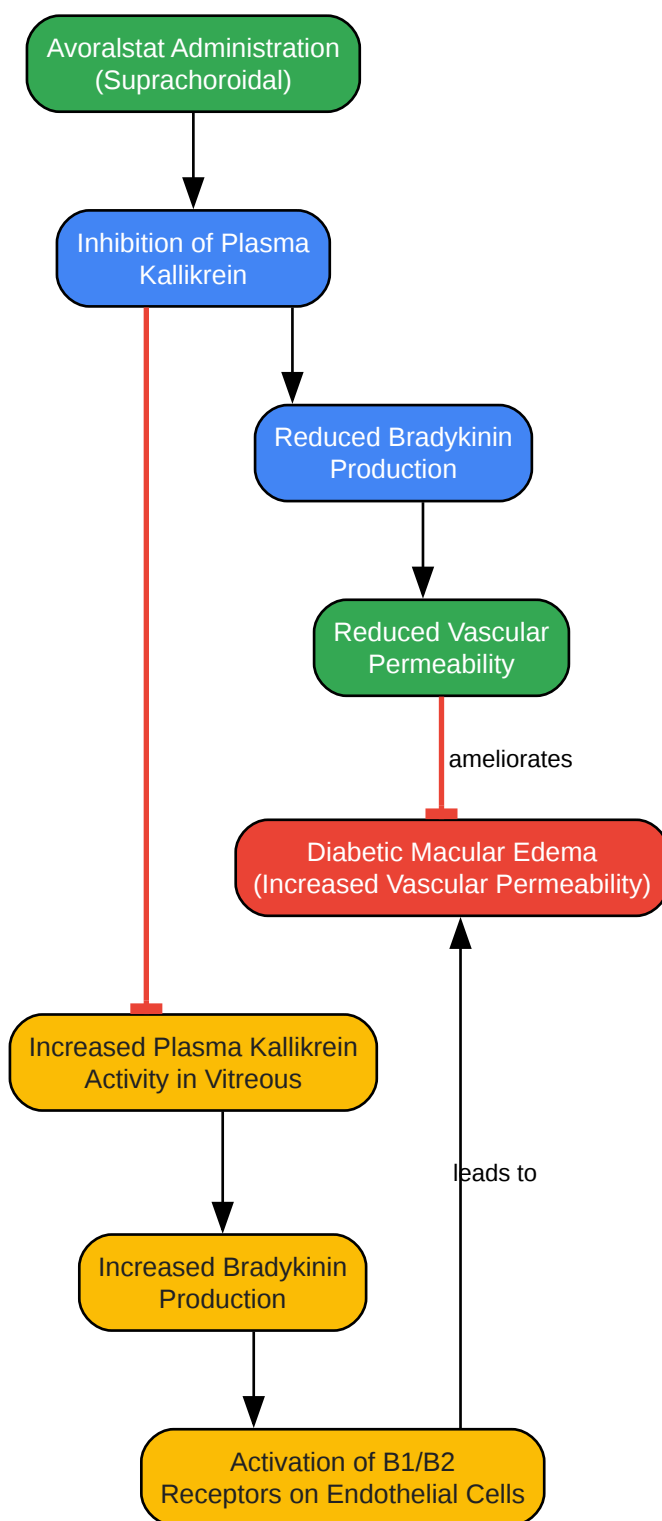 Avoralstat Administration
(Suprachoroidal)
Inhibition of Plasma
Kallikrein
Reduced Bradykinin
Production
Reduced Vascular
Permeability
ameliorates
Diabetic Macular Edema
(Increased Vascular Permeability)
Increased Plasma Kallikrein
Activity in Vitreous
leads to
Increased Bradykinin
Production
Activation of B1/B2
Receptors on Endothelial Cells